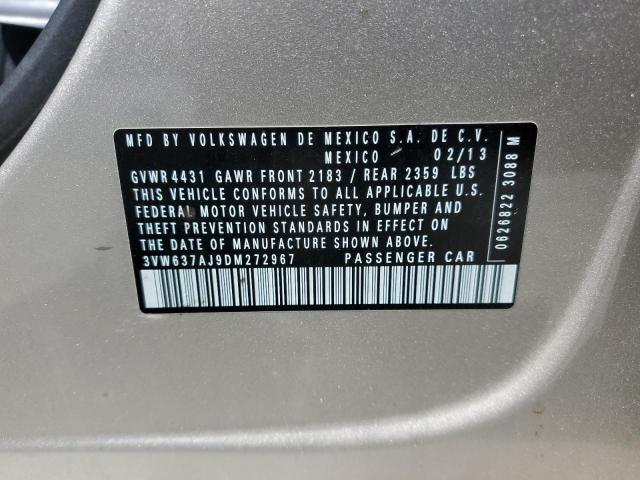 MFD BY VOLKSWAGEN DE MEXICO S.A. DE C.V.
MEXICO 02/13
GVWR 4431 GAWR FRONT 2183 / REAR 2359 LBS
THIS VEHICLE CONFORMS TO ALL APPLICABLE U.S.
FEDERAL MOTOR VEHICLE SAFETY, BUMPER AND
THEFT PREVENTION STANDARDS IN EFFECT ON
THE DATE OF MANUFACTURE SHOWN ABOVE.
3VW637AJ9DM272967 PASSENGER CAR
0626822 3088 M